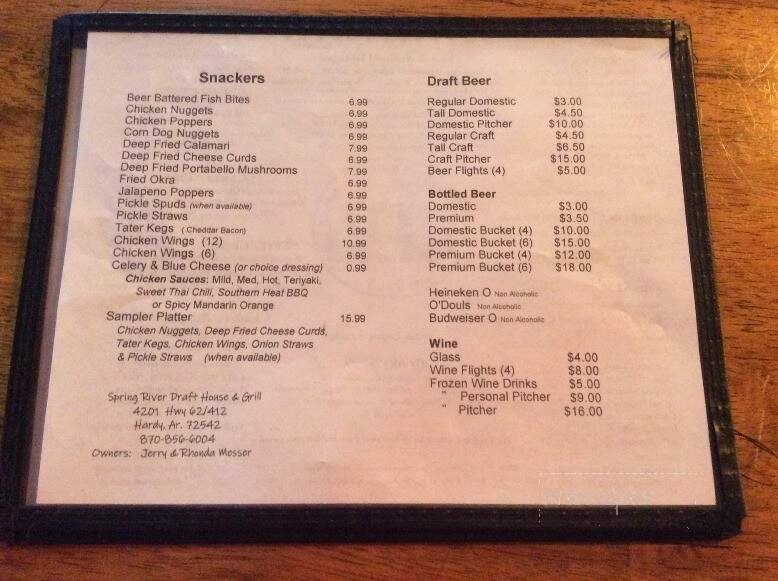 Snackers
Beer Battered Fish Bites 6.99
Chicken Nuggets 6.99
Chicken Poppers 6.99
Corn Dog Nuggets 6.99
Deep Fried Calamari 7.99
Deep Fried Cheese Curds 6.99
Deep Fried Portabello Mushrooms 7.99
Fried Okra 6.99
Jalapeno Poppers 6.99
Pickle Spuds (when available) 6.99
Pickle Straws 6.99
Tater Kegs ( Cheddar Bacon) 6.99
Chicken Wings (12) 10.99
Chicken Wings (6) 6.99
Celery & Blue Cheese (or choice dressing) 0.99
Chicken Sauces: Mild, Med, Hot, Teriyaki,
Sweet Thai Chili, Southern Heat BBQ
or Spicy Mandarin Orange
Sampler Platter 15.99
Chicken Nuggets, Deep Fried Cheese Curds,
Tater Kegs, Chicken Wings, Onion Straws
& Pickle Straws (when available)
Spring River Draft House & Grill
4201 Hwy 62/412
Hardy, Ar. 72542
870-856-6004
Owners: Jerry & Rhonda Messer
Draft Beer
Regular Domestic $3.00
Tall Domestic $4.50
Domestic Pitcher $10.00
Regular Craft $4.50
Tall Craft $6.50
Craft Pitcher $15.00
Beer Flights (4) $5.00
Bottled Beer
Domestic $3.00
Premium $3.50
Domestic Bucket (4) $10.00
Domestic Bucket (6) $15.00
Premium Bucket (4) $12.00
Premium Bucket (6) $18.00
Heineken O Non Alcoholic
O'Douls Non Alcoholic
Budweiser O Non Alcoholic
Wine
Glass $4.00
Wine Flights (4) $8.00
Frozen Wine Drinks $5.00
" Personal Pitcher $9.00
" Pitcher $16.00